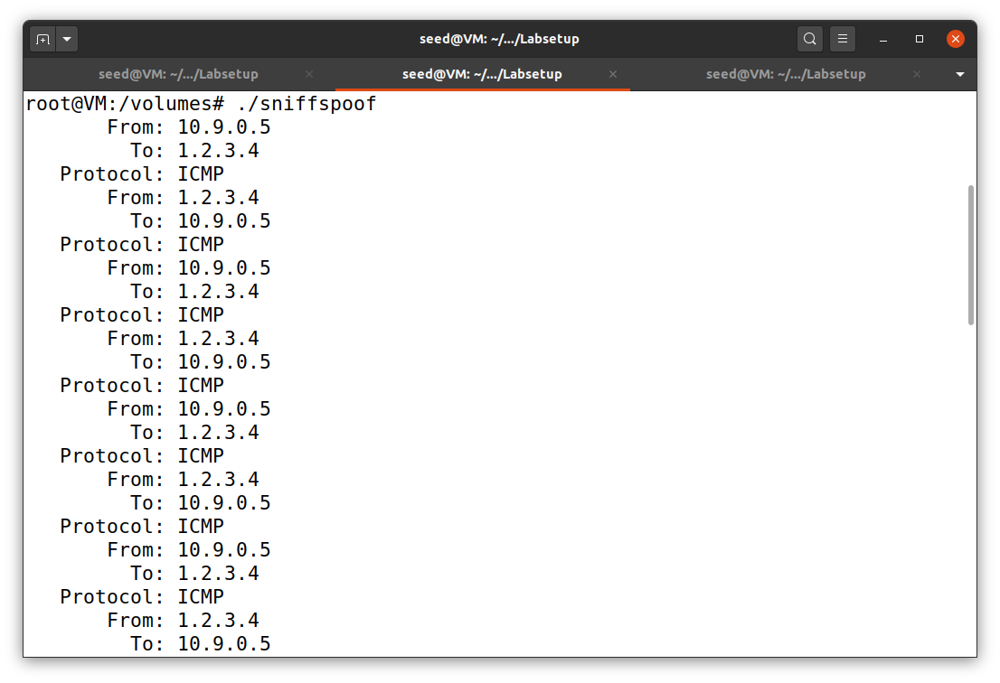 seed@VM: ~/.../Labsetup
seed@VM: ~/.../Labsetup seed@VM: ~/.../Labsetup seed@VM: ~/.../Labsetup
root@VM:/volumes# ./sniffspoof
From: 10.9.0.5
To: 1.2.3.4
Protocol: ICMP
From: 1.2.3.4
To: 10.9.0.5
Protocol: ICMP
From: 10.9.0.5
To: 1.2.3.4
Protocol: ICMP
From: 1.2.3.4
To: 10.9.0.5
Protocol: ICMP
From: 10.9.0.5
To: 1.2.3.4
Protocol: ICMP
From: 1.2.3.4
To: 10.9.0.5
Protocol: ICMP
From: 10.9.0.5
To: 1.2.3.4
Protocol: ICMP
From: 1.2.3.4
To: 10.9.0.5